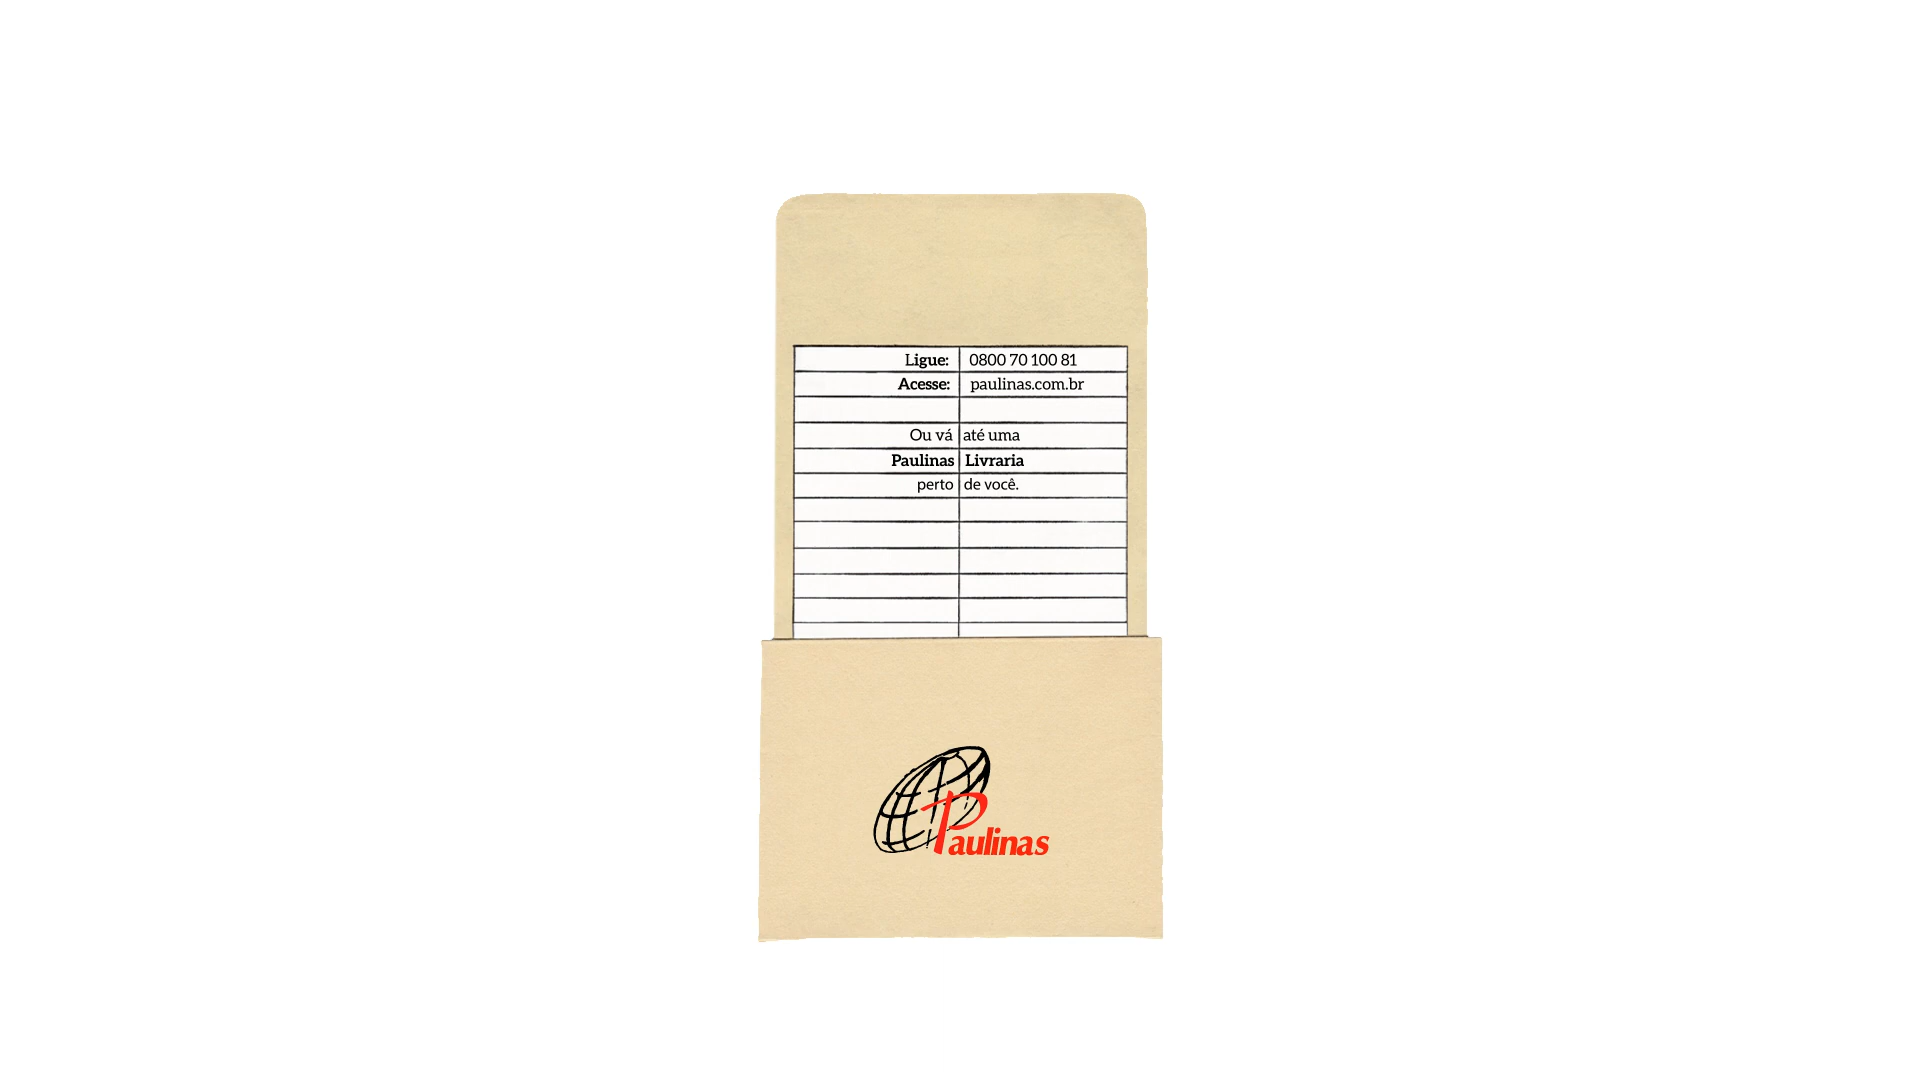 Ligue: 0800 70 100 81
Acesse: paulinas.com.br
Ou vá até uma
Paulinas Livraria
perto de você.
Paulinas